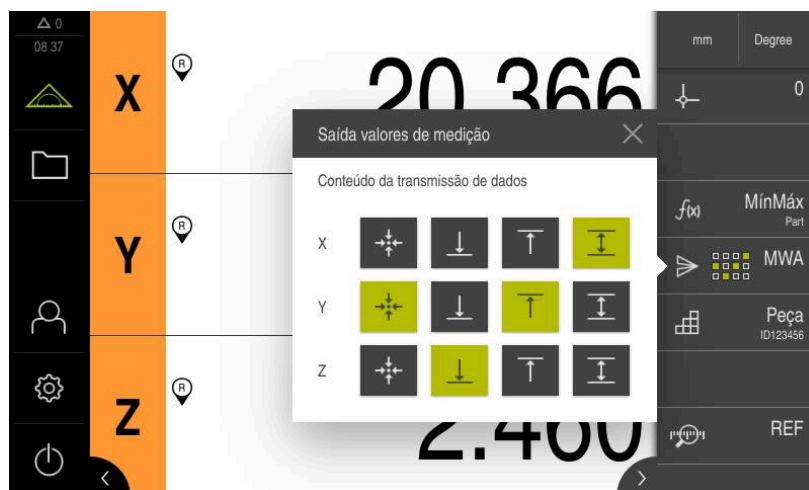 0
08 37
mm
Degree
X
R
20.366
0
Saída valores de medição
Conteúdo da transmissão de dados
X
Y
Z
Y
R
f(x)
MínMáx
Part
MWA
Peça
ID123456
Z
R
2.460
REF